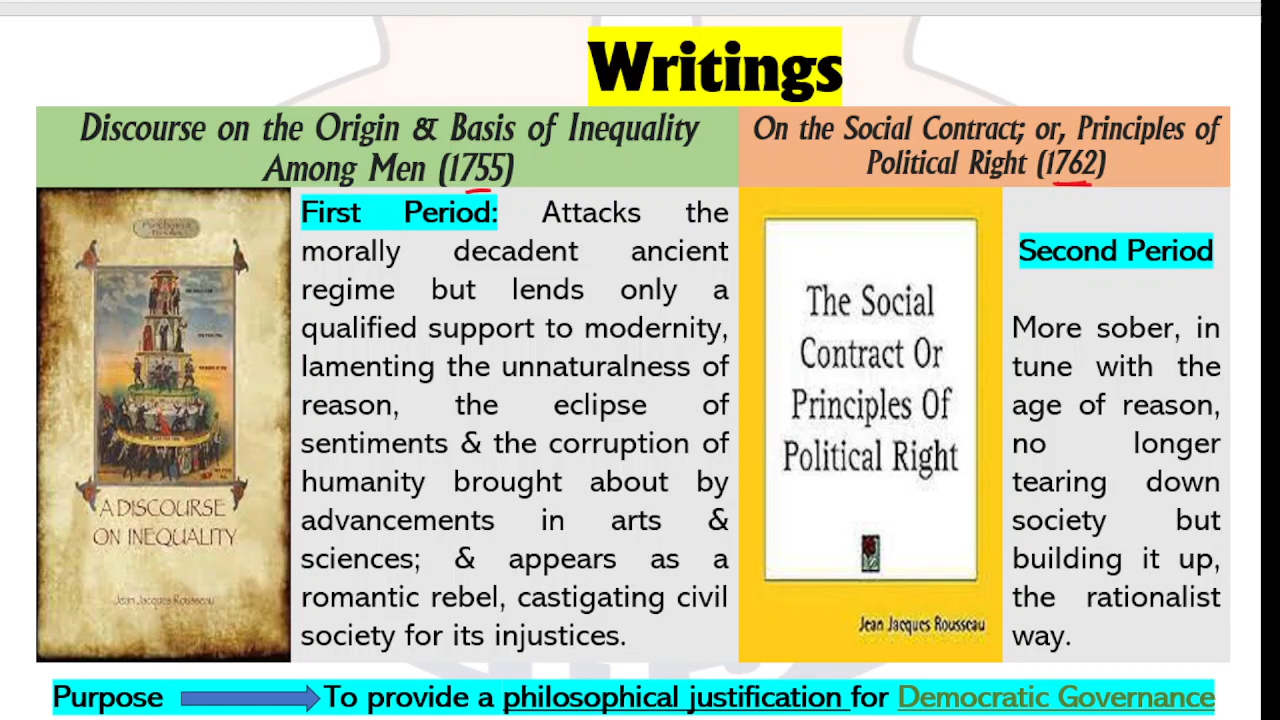 Writings
Discourse on the Origin & Basis of Inequality
Among Men (1755)
On the Social Contract; or, Principles of
Political Right (1762)
A DISCOURSE
ON INEQUALITY
Jean Jacques Rousseau
First Period: Attacks the
morally decadent ancient
regime but lends only a
qualified support to modernity,
lamenting the unnaturalness of
reason, the eclipse of
sentiments & the corruption of
humanity brought about by
advancements in arts &
sciences; & appears as a
romantic rebel, castigating civil
society for its injustices.
The Social
Contract Or
Principles Of
Political Right
Jean Jacques Rousseau
Second Period
More sober, in
tune with the
age of reason,
no longer
tearing down
society but
building it up,
the rationalist
way.
Purpose To provide a philosophical justification for Democratic Governance